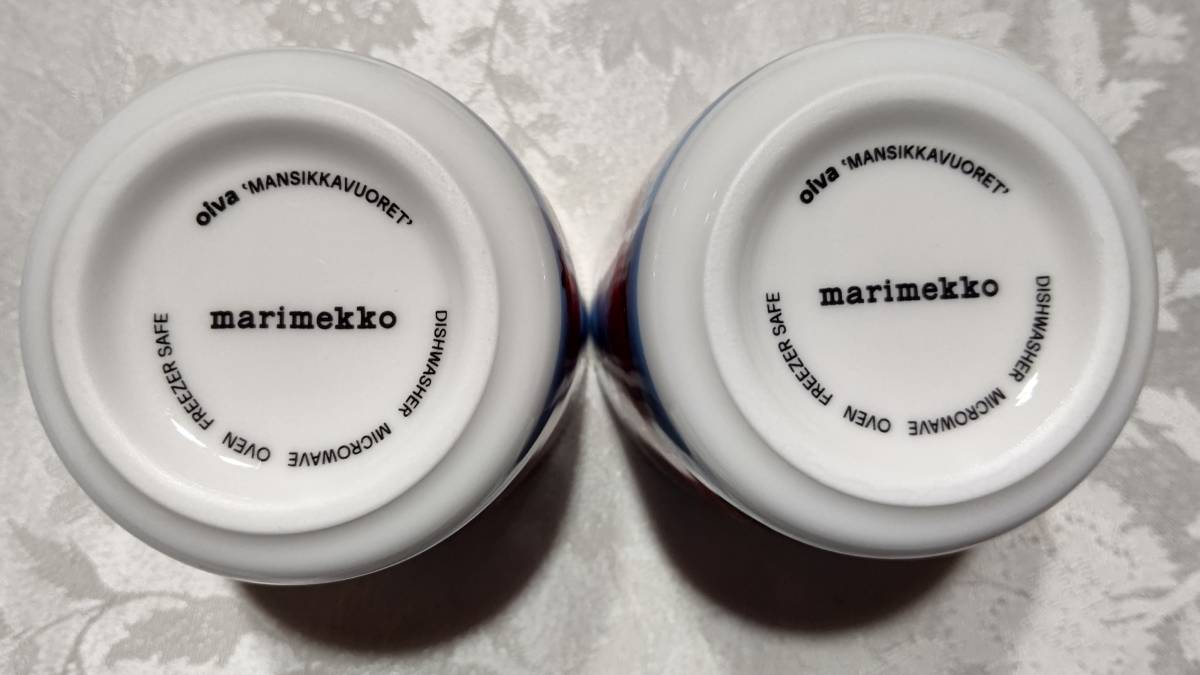 oiva 'MANSIKKAVUORET'
marimekko
DISHWASHER MICROWAVE OVEN FREEZER SAFE
oiva 'MANSIKKAVUORET'
marimekko
DISHWASHER MICROWAVE OVEN FREEZER SAFE